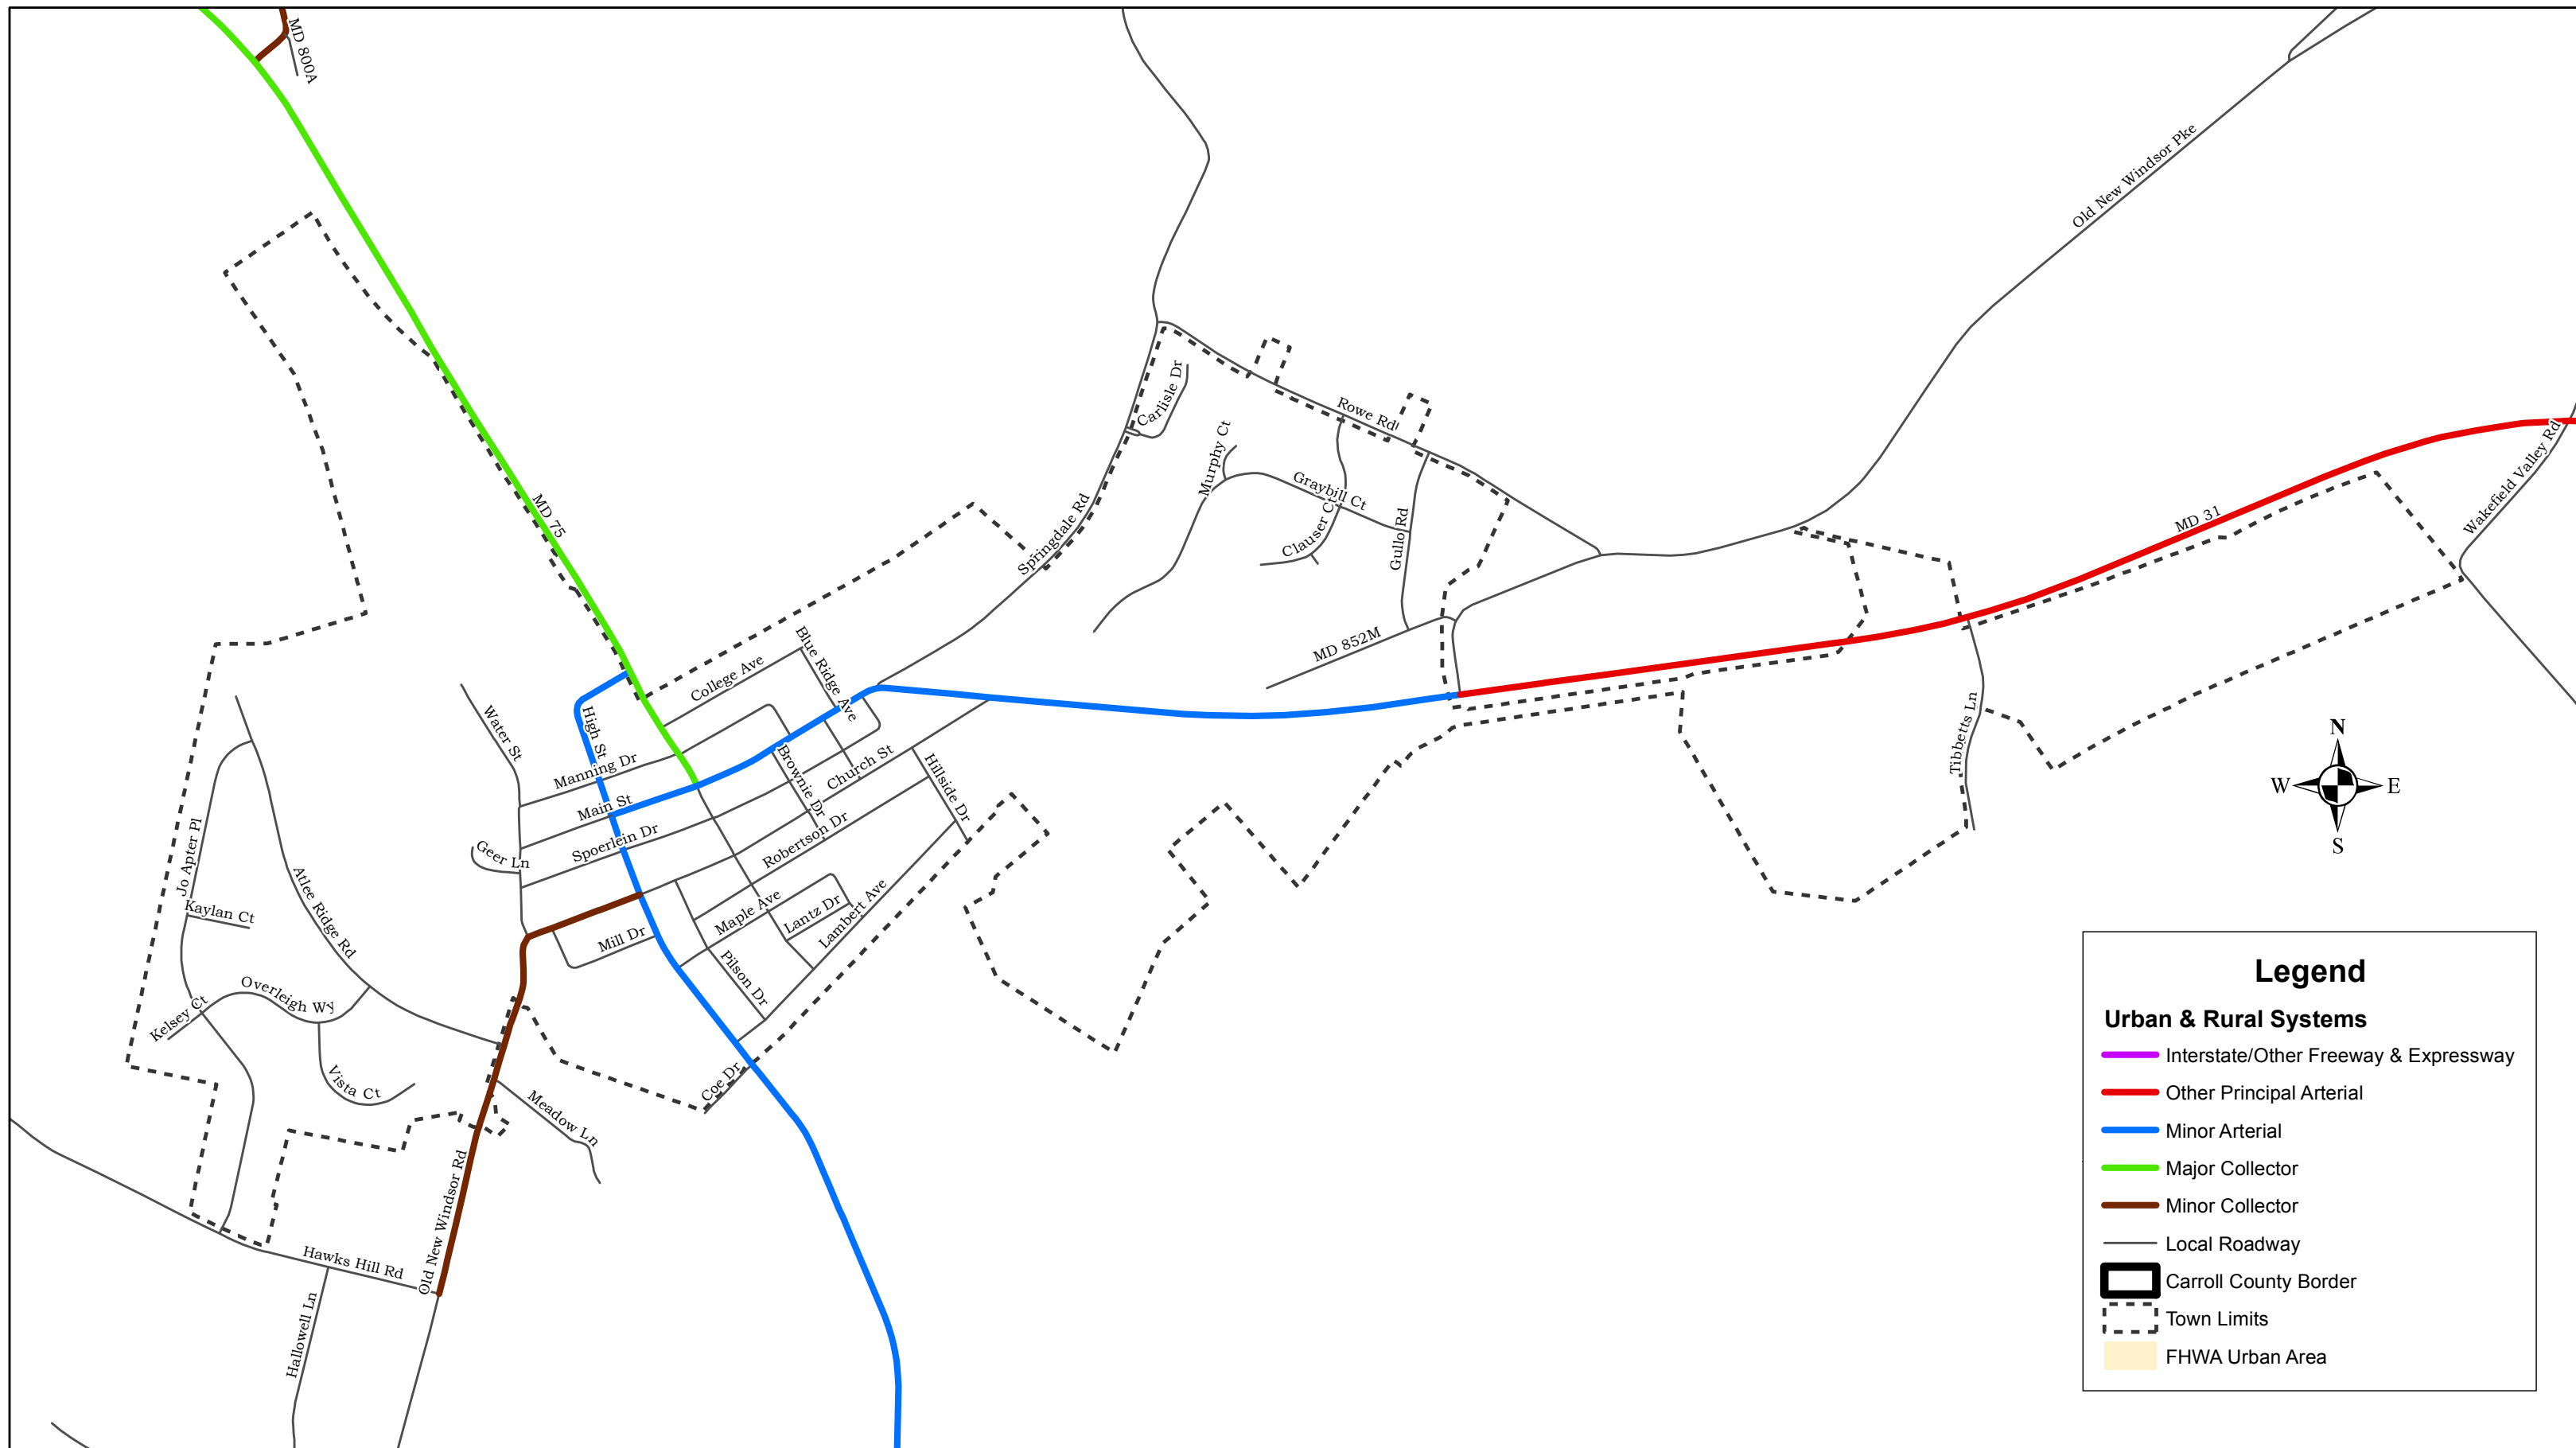 MD 800A
Old New Windsor Pke
Carlisle Dr
Rowe Rd
Murphy Ct
Graybill Ct
Clauser Ct
Gullo Rd
Springdale Rd
MD 75
MD 31
Wakefield Valley Rd
MD 852M
Blue Ridge Ave
College Ave
High St
Water St
Manning Dr
Main St
Brownie Dr
Church St
Hillside Dr
Tibbetts Ln
Spoerlein Dr
Robertson Dr
Geer Ln
Jo Apter Pl
Atlee Ridge Rd
Kaylan Ct
Maple Ave
Lantz Dr
Lambert Ave
Mill Dr
Pilson Dr
Overleigh Wy
Kelsey Ct
Vista Ct
Coe Dr
Meadow Ln
Old New Windsor Rd
Hawks Hill Rd
Hallowell Ln
N
W
E
S
Legend
Urban & Rural Systems
Interstate/Other Freeway & Expressway
Other Principal Arterial
Minor Arterial
Major Collector
Minor Collector
Local Roadway
Carroll County Border
Town Limits
FHWA Urban Area